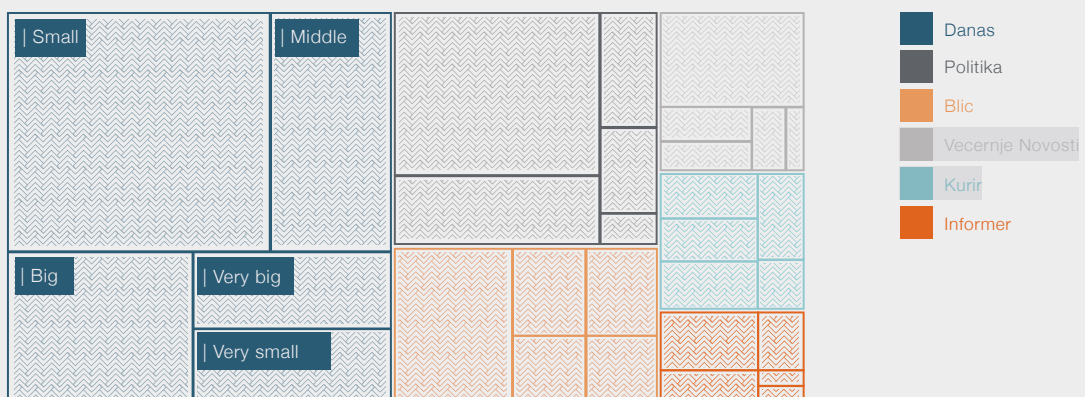 | Small
| Middle
| Big
| Very big
| Very small
Danas
Politika
Blic
Vecernje Novosti
Kurir
Informer